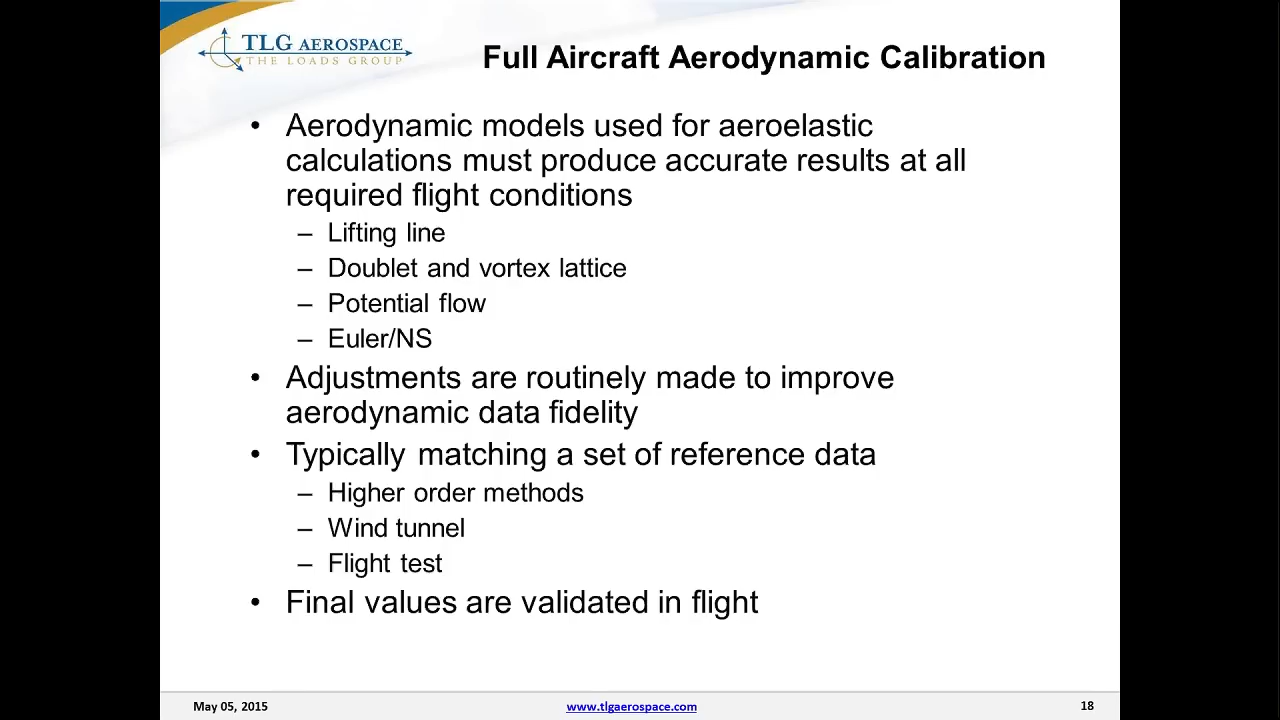 TLG AEROSPACE
THE LOADS GROUP
Full Aircraft Aerodynamic Calibration
• Aerodynamic models used for aeroelastic
calculations must produce accurate results at all
required flight conditions
– Lifting line
– Doublet and vortex lattice
– Potential flow
– Euler/NS
• Adjustments are routinely made to improve
aerodynamic data fidelity
• Typically matching a set of reference data
– Higher order methods
– Wind tunnel
– Flight test
• Final values are validated in flight
May 05, 2015
www.tlgaerospace.com
18